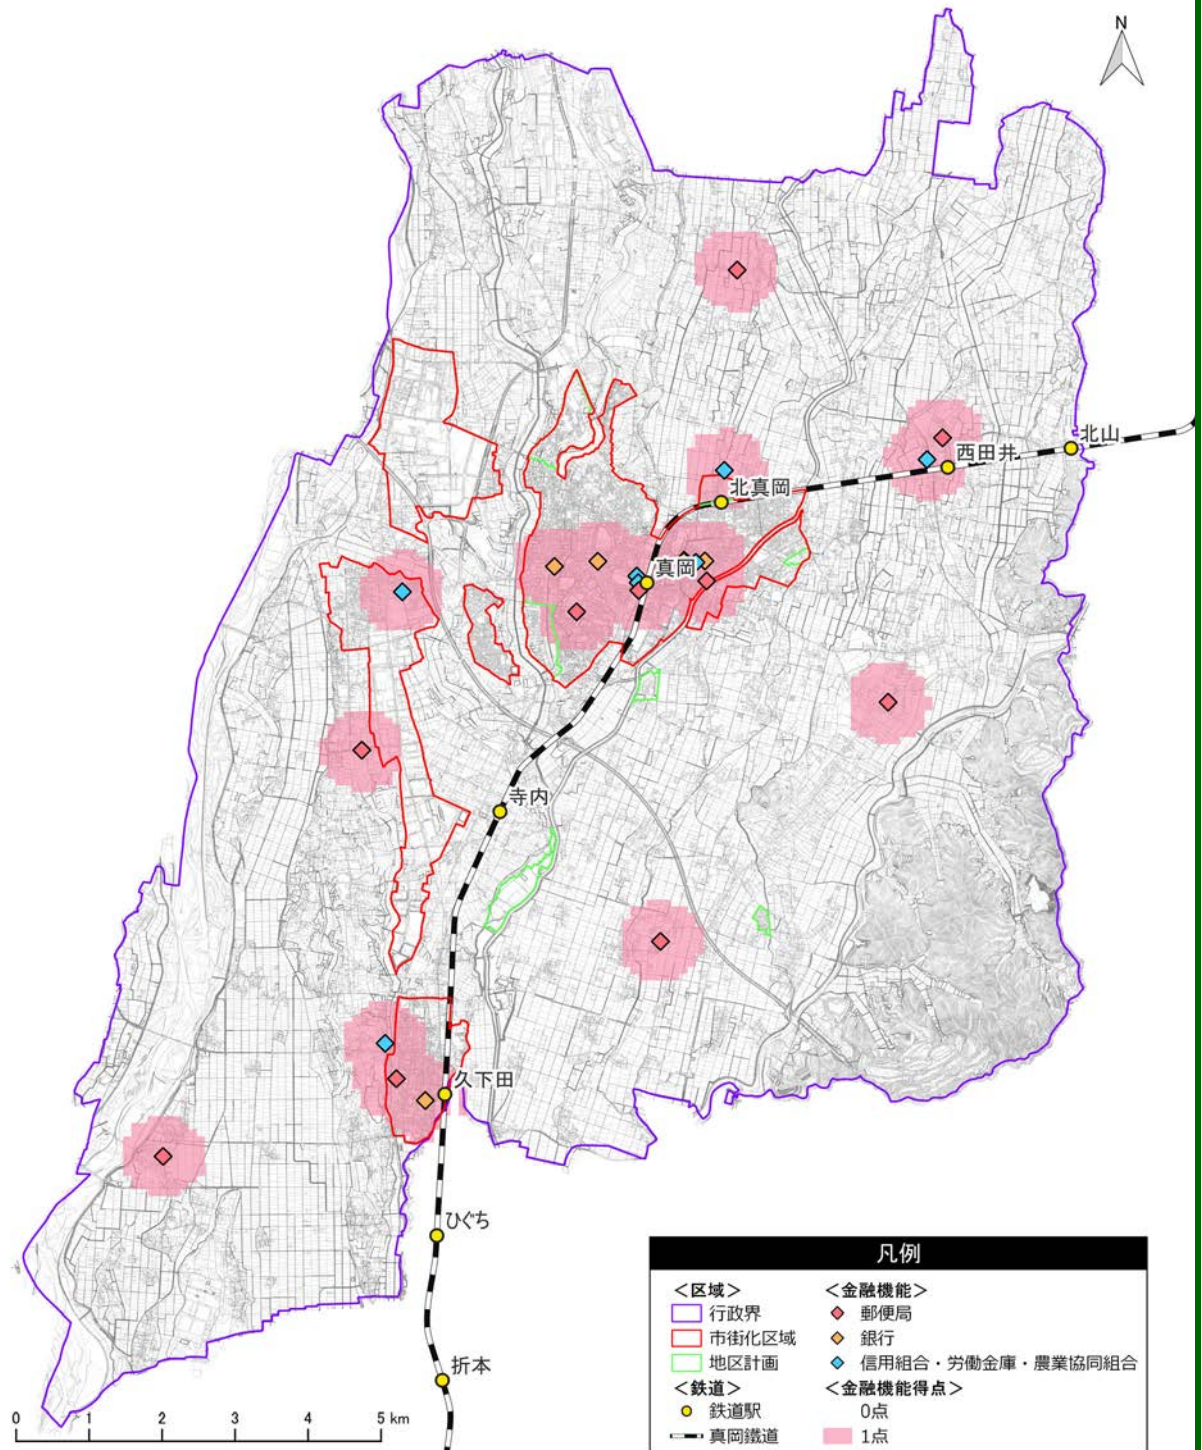 N
北山
西田井
北真岡
真岡
寺内
久下田
ひぐち
折本
0 1 2 3 4 5 km
凡例
＜区域＞ ＜金融機能＞
行政界 郵便局
市街化区域 銀行
地区計画 信用組合・労働金庫・農業協同組合
＜鉄道＞ ＜金融機能得点＞
鉄道駅 0点
真岡鐵道 1点